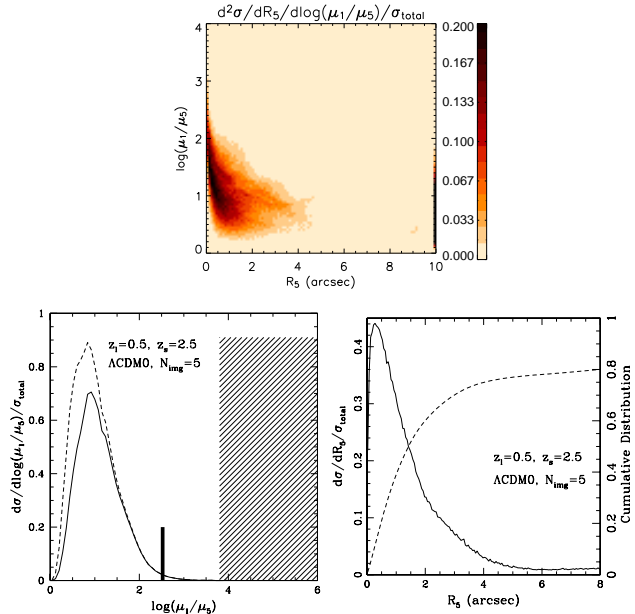 d²σ/dR₅/dlog(μ₁/μ₅)/σ_total
4
3
2
1
0
log(μ₁/μ₅)
0 2 4 6 8 10
R₅ (arcsec)
0.200
0.167
0.133
0.100
0.067
0.033
0.000
1
0.8
0.6
0.4
0.2
0
dσ/dlog(μ₁/μ₅)/σ_total
z_l=0.5, z_s=2.5
ΛCDM0, N_img=5
0 2 4 6
log(μ₁/μ₅)
0.4
0.3
0.2
0.1
0
dσ/dR₅/σ_total
z_l=0.5, z_s=2.5
ΛCDM0, N_img=5
1
0.8
0.6
0.4
0.2
0
Cumulative Distribution
0 2 4 6 8
R₅ (arcsec)